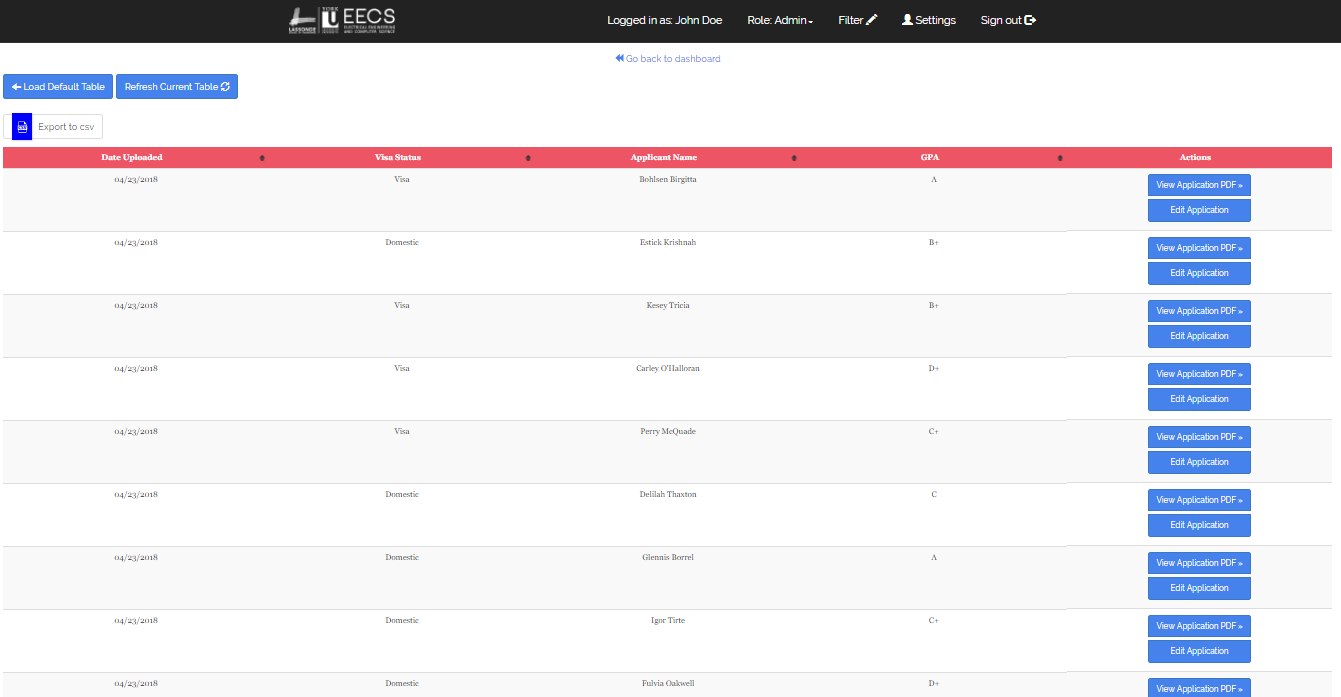 LASSONDE YORK U EECS
ELECTRICAL ENGINEERING
AND COMPUTER SCIENCE
Logged in as: John Doe Role: Admin Filter Settings Sign out
Go back to dashboard
Load Default Table Refresh Current Table
Export to csv
Date Uploaded Visa Status Applicant Name GPA Actions
04/23/2018 Visa Bohlsen Birgitta A View Application PDF »
Edit Application
04/23/2018 Domestic Estick Krishnah B+ View Application PDF »
Edit Application
04/23/2018 Visa Kesey Tricia B+ View Application PDF »
Edit Application
04/23/2018 Visa Carley O'Halloran D+ View Application PDF »
Edit Application
04/23/2018 Visa Perry McQuade C+ View Application PDF »
Edit Application
04/23/2018 Domestic Delilah Thaxton C View Application PDF »
Edit Application
04/23/2018 Domestic Glennis Borrel A View Application PDF »
Edit Application
04/23/2018 Domestic Igor Tirte C+ View Application PDF »
Edit Application
04/23/2018 Domestic Fulvia Oakwell D+ View Application PDF »